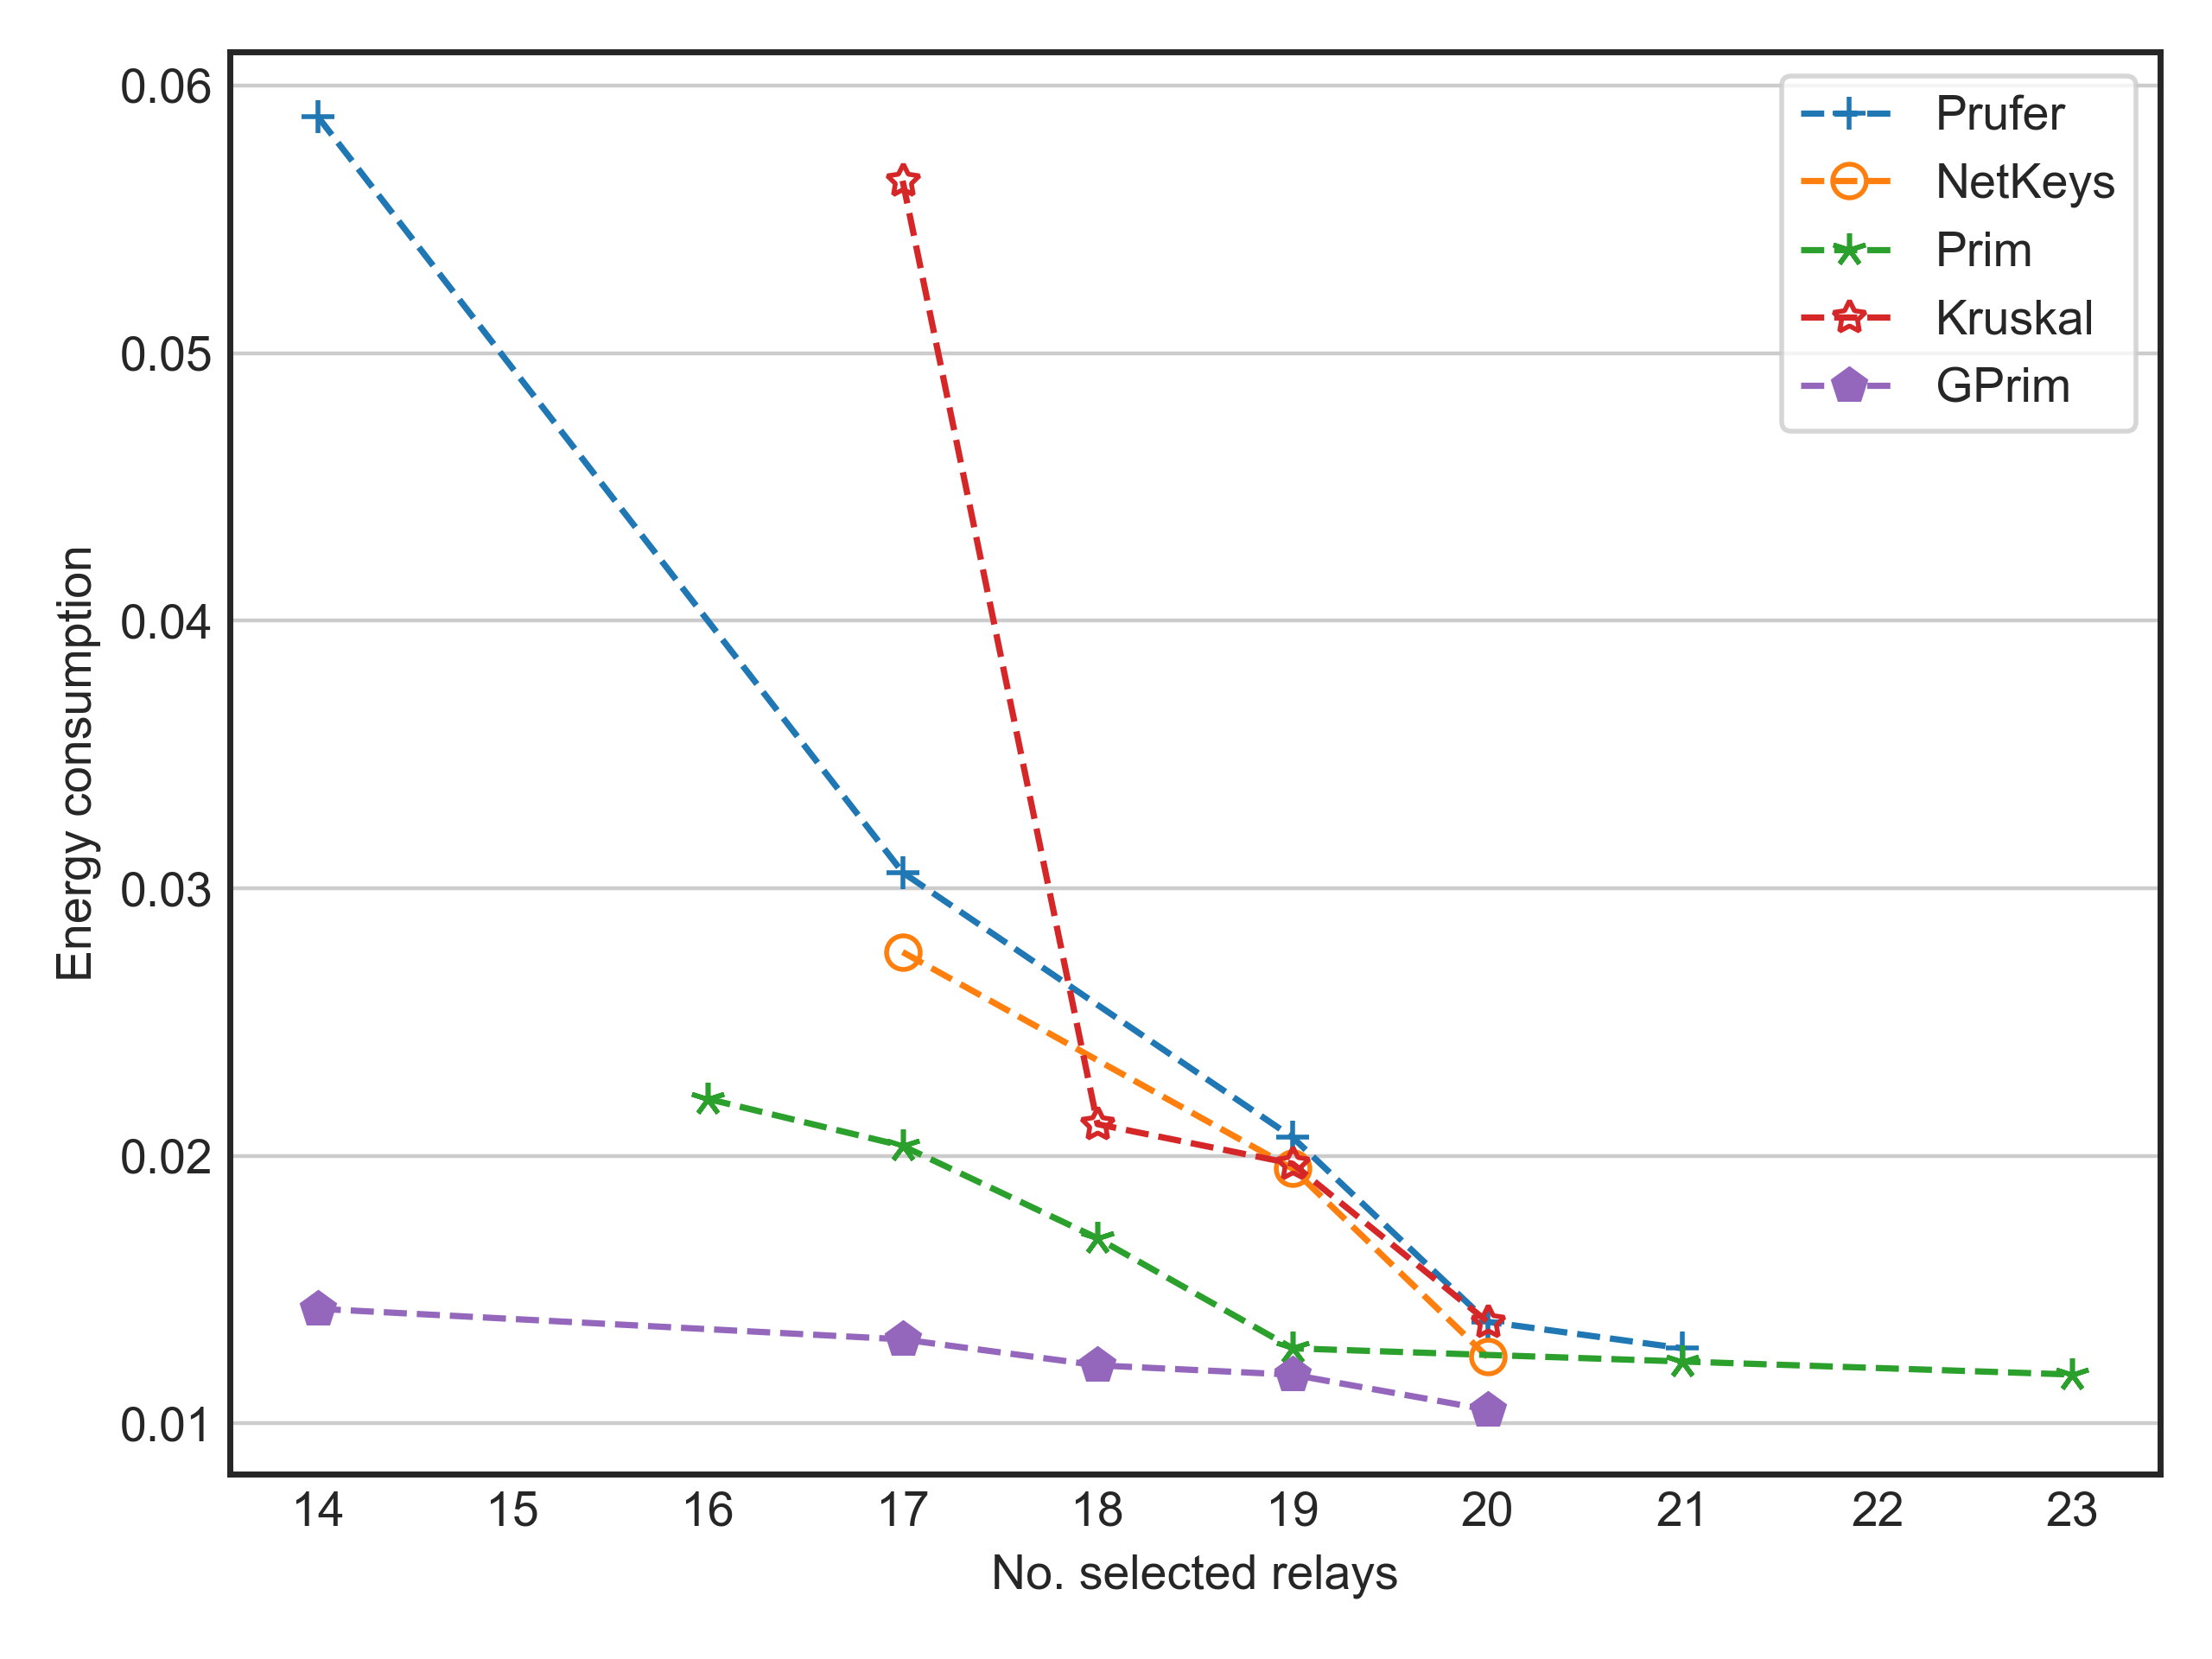 0.06
0.05
0.04
0.03
0.02
0.01
Energy consumption
Prufer
NetKeys
Prim
Kruskal
GPrim
14 15 16 17 18 19 20 21 22 23
No. selected relays